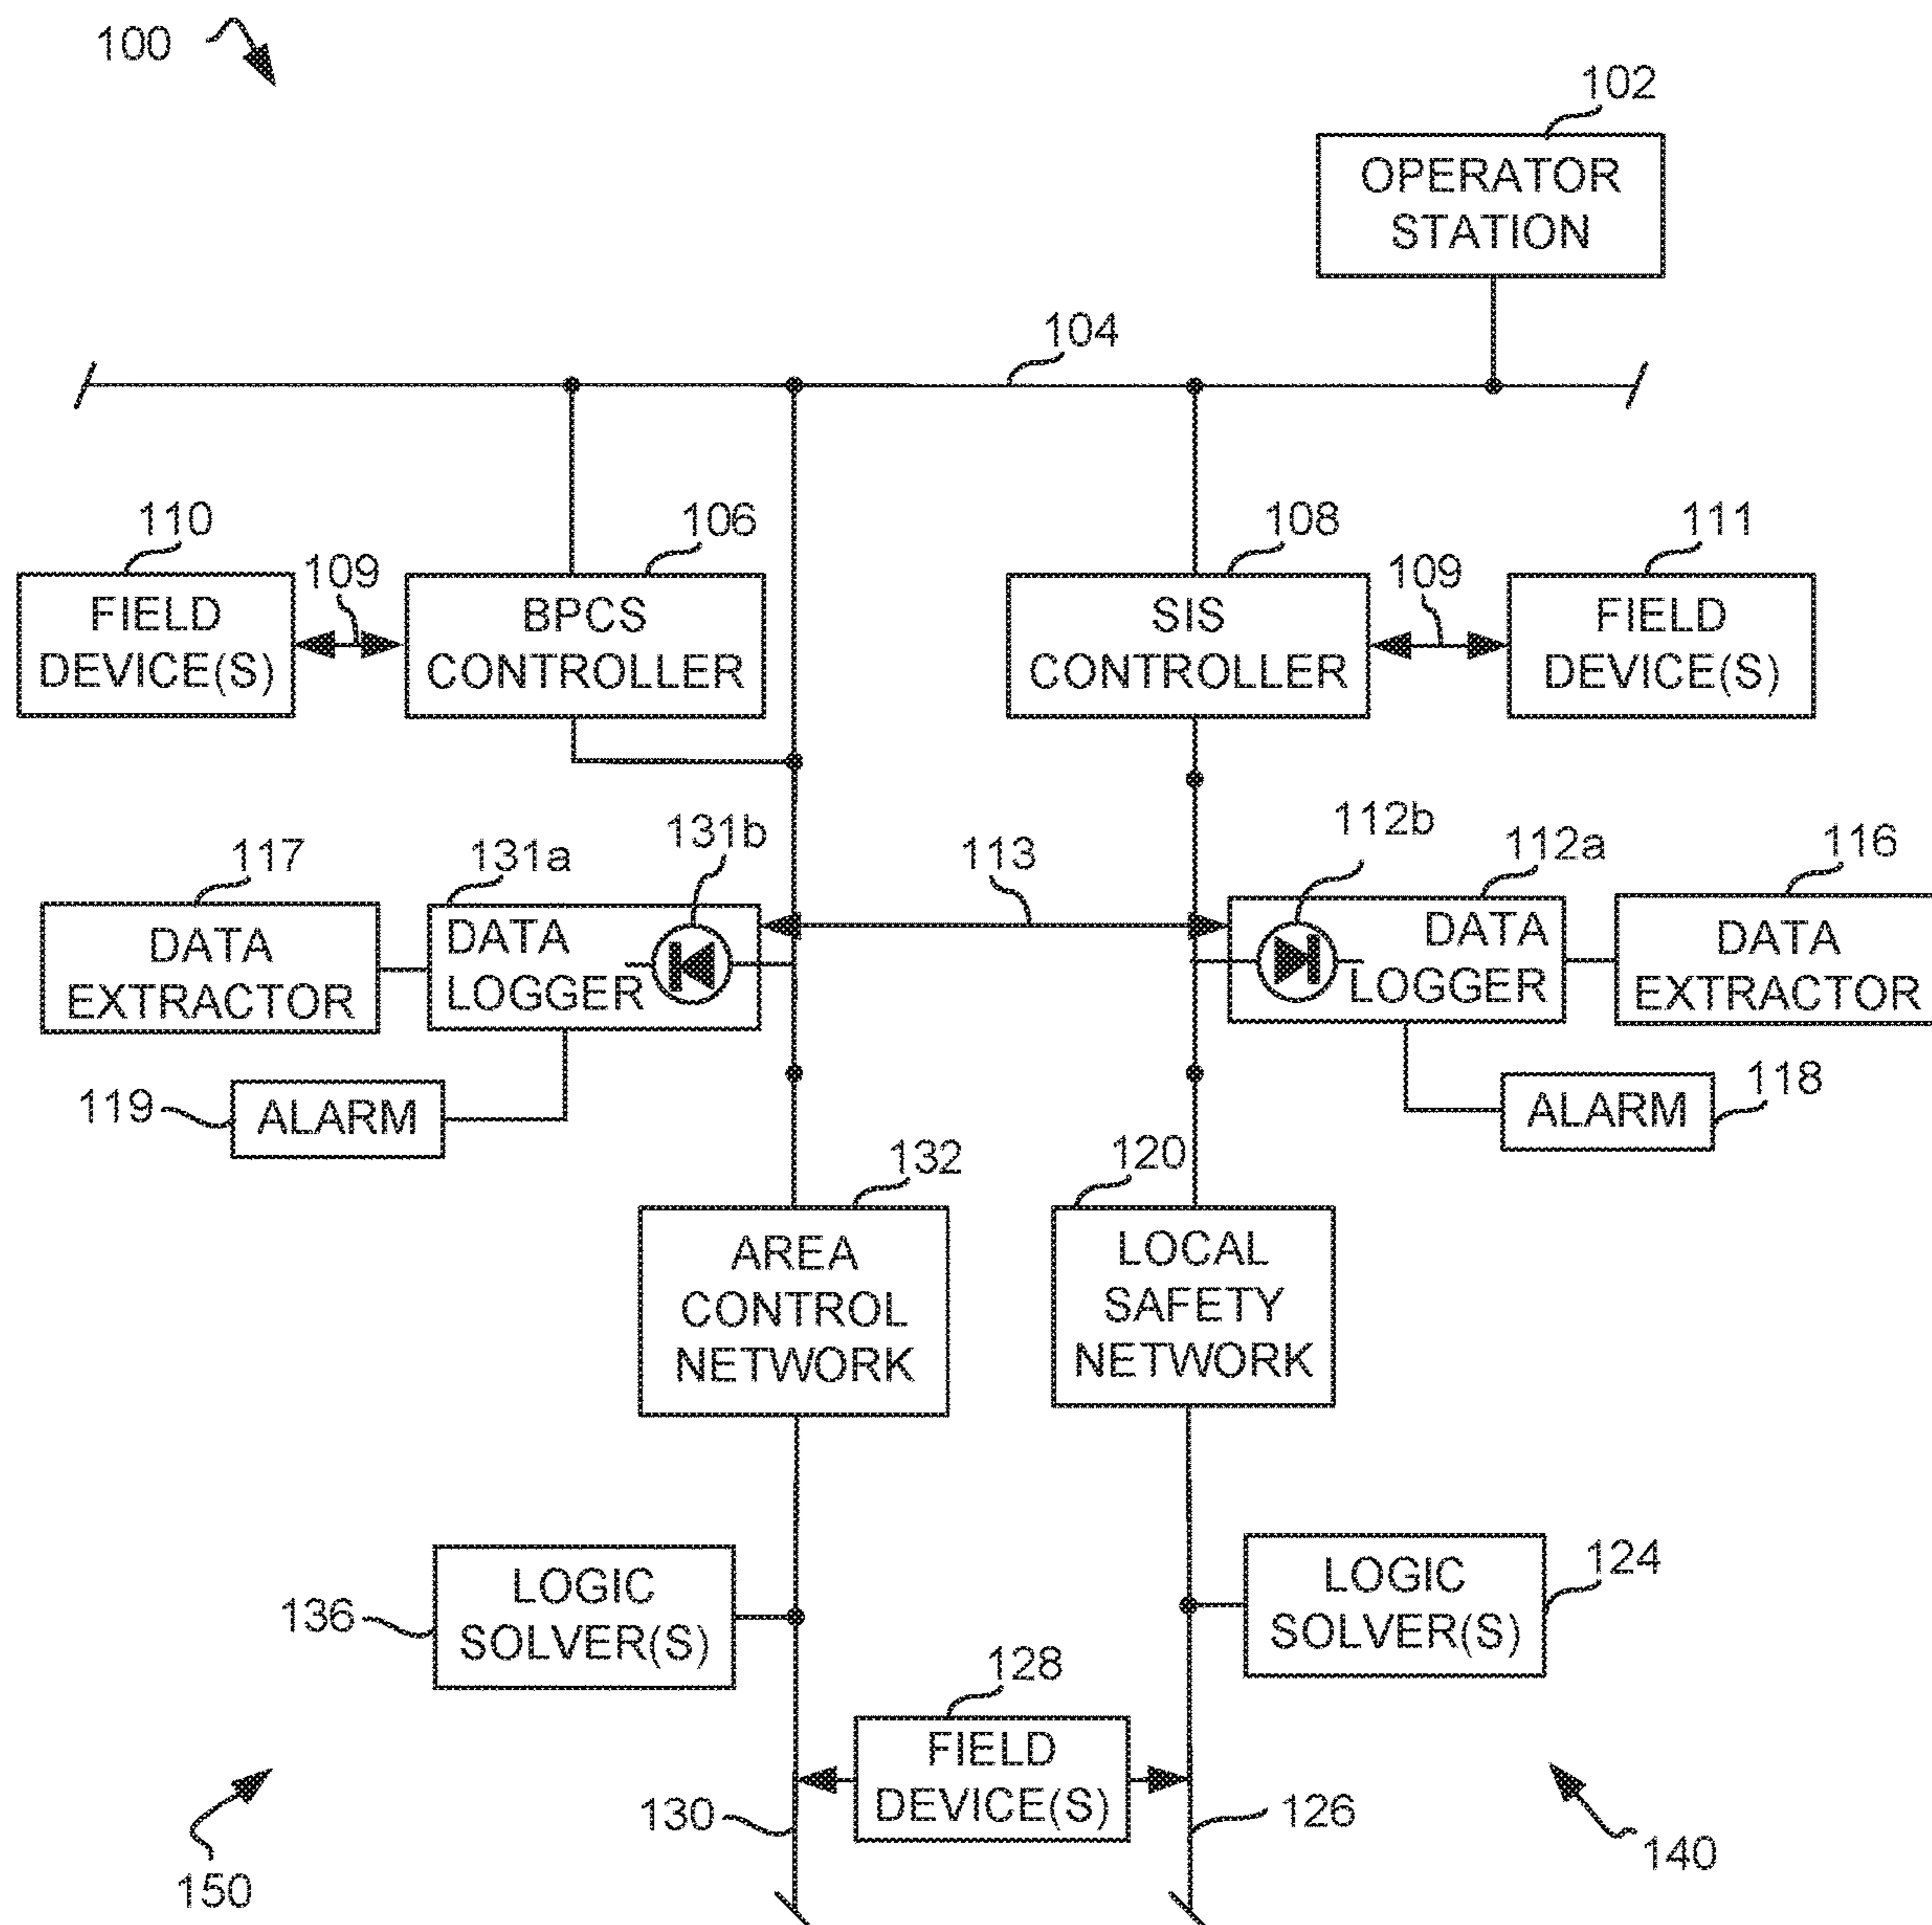 100
102
OPERATOR
STATION
104
110
106
108
111
FIELD
DEVICE(S)
109
BPCS
CONTROLLER
SIS
CONTROLLER
109
FIELD
DEVICE(S)
117
131a
131b
113
112b
112a
116
DATA
EXTRACTOR
DATA
LOGGER
DATA
LOGGER
DATA
EXTRACTOR
119
ALARM
ALARM
118
132
120
AREA
CONTROL
NETWORK
LOCAL
SAFETY
NETWORK
136
LOGIC
SOLVER(S)
LOGIC
SOLVER(S)
124
128
FIELD
DEVICE(S)
130
126
150
140